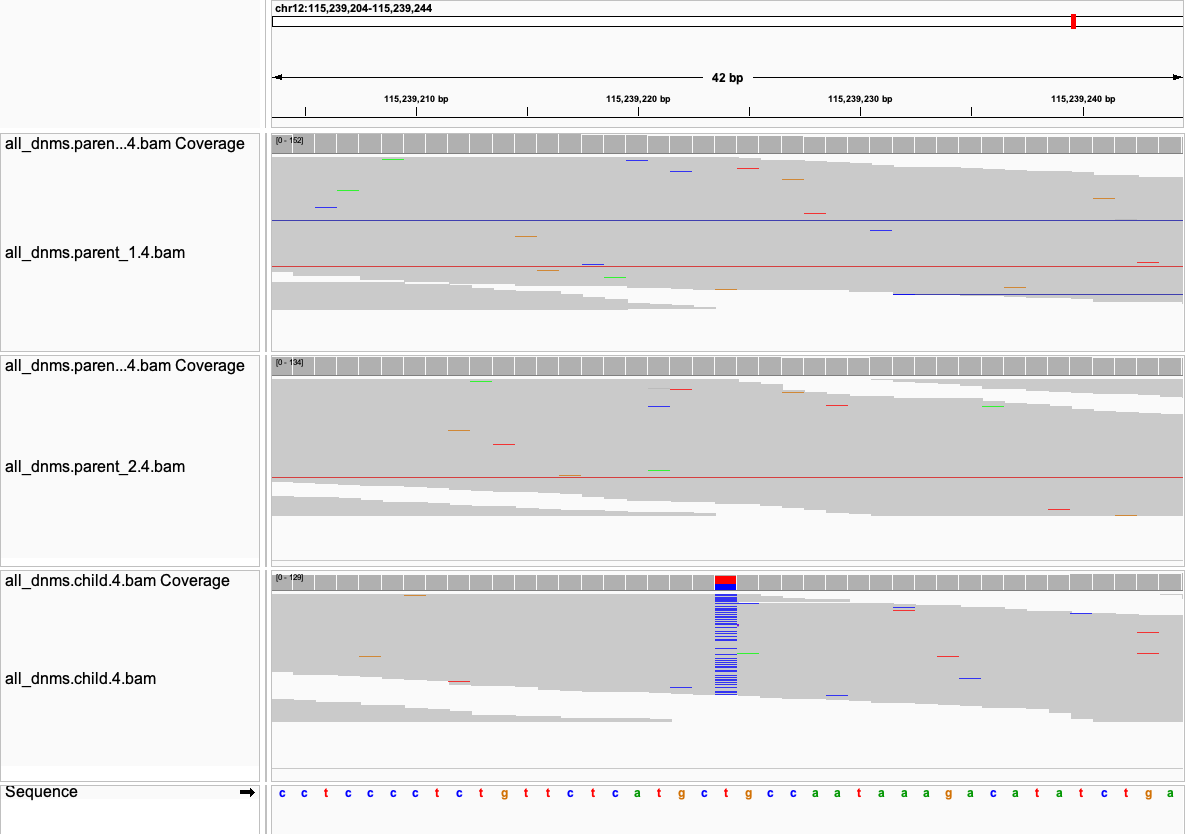 chr12:115,239,204-115,239,244
42 bp
115,239,210 bp 115,239,220 bp 115,239,230 bp 115,239,240 bp
all_dnms.paren...4.bam Coverage
[0 - 152]
all_dnms.parent_1.4.bam
all_dnms.paren...4.bam Coverage
[0 - 134]
all_dnms.parent_2.4.bam
all_dnms.child.4.bam Coverage
[0 - 129]
all_dnms.child.4.bam
Sequence c c t c c c c t c t g t t c t c a t g c t g c c a a t a a a g a c a t a t c t g a